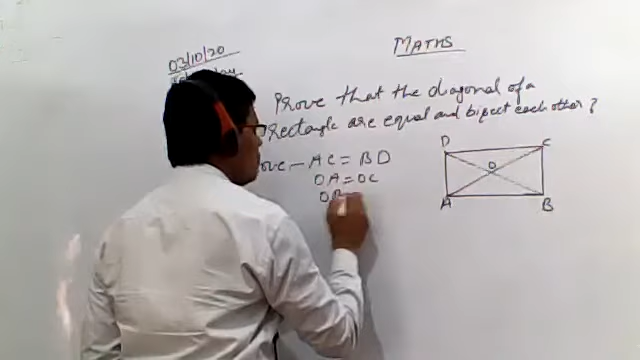 MATHS
03/10/20
Prove that the diagonal of a
Rectangle are equal and bisect each other ?
— AC = BD
OA = OC
D
C
O
A
B